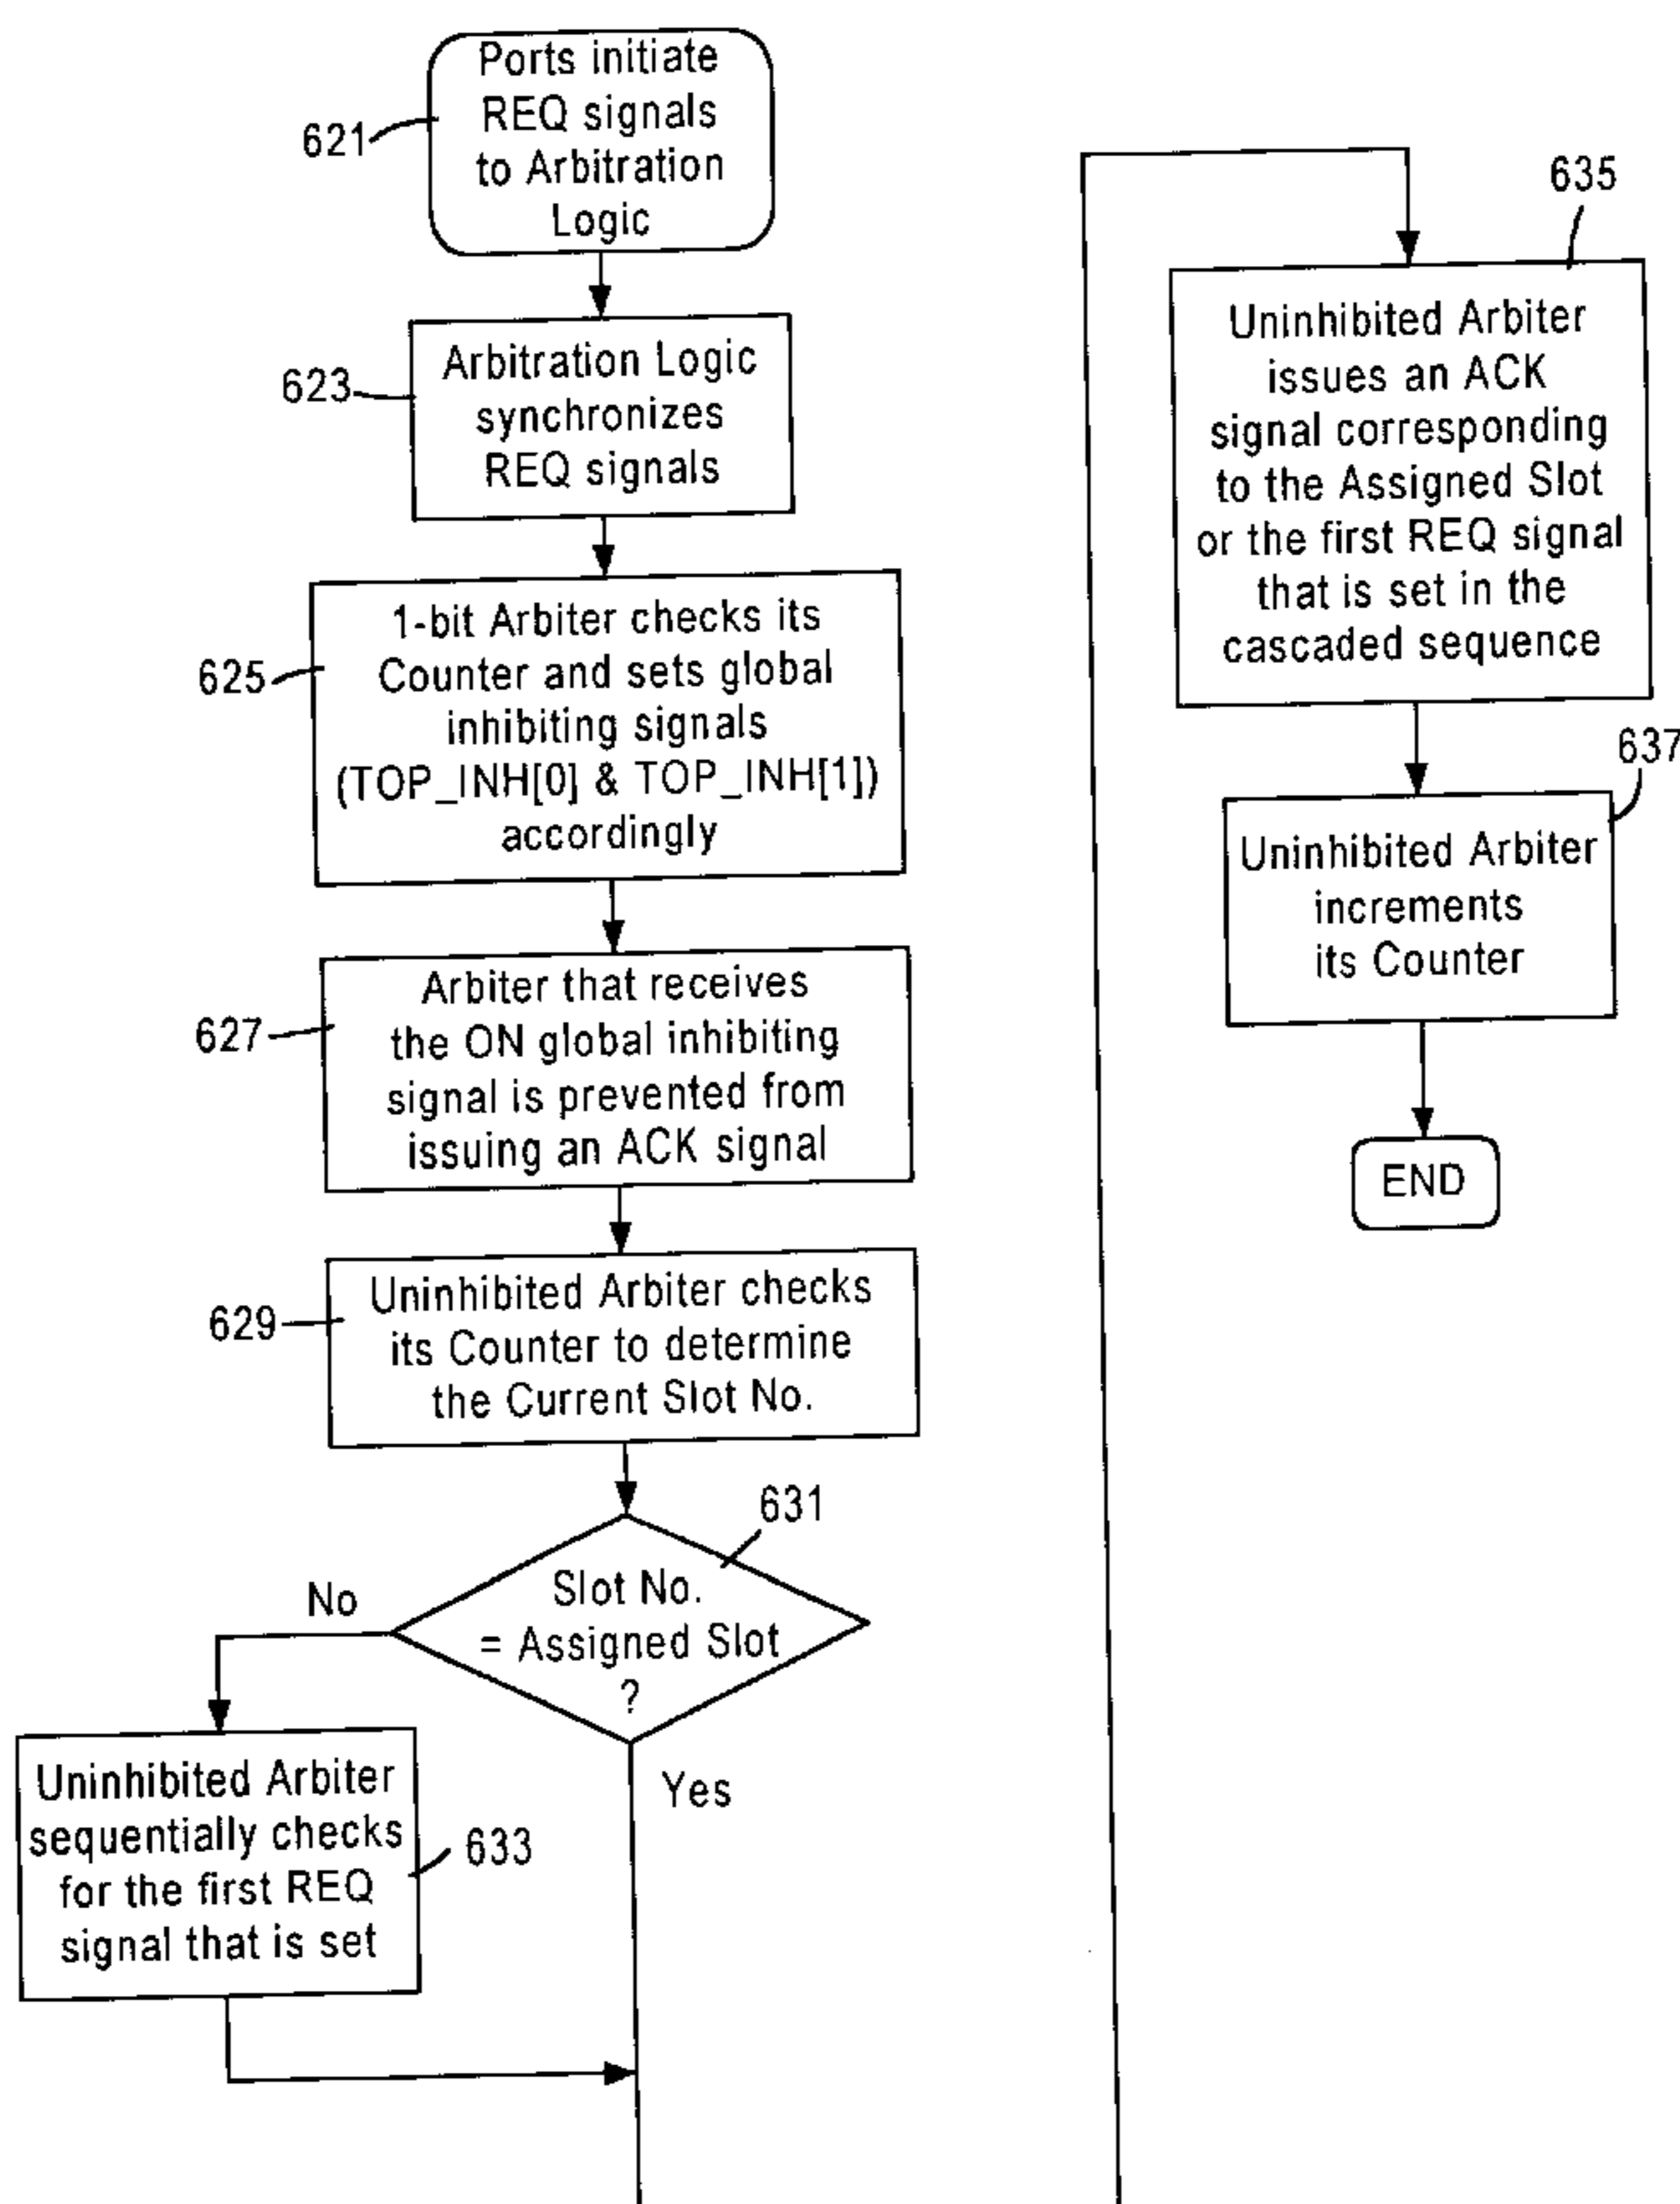 Ports initiate
REQ signals
to Arbitration
Logic
621
Arbitration Logic
synchronizes
REQ signals
623
1-bit Arbiter checks its
Counter and sets global
inhibiting signals
(TOP_INH[0] & TOP_INH[1])
accordingly
625
Arbiter that receives
the ON global inhibiting
signal is prevented from
issuing an ACK signal
627
Uninhibited Arbiter checks
its Counter to determine
the Current Slot No.
629
631
Slot No.
= Assigned Slot
?
No
Yes
Uninhibited Arbiter
sequentially checks
for the first REQ
signal that is set
633
635
Uninhibited Arbiter
issues an ACK
signal corresponding
to the Assigned Slot
or the first REQ signal
that is set in the
cascaded sequence
637
Uninhibited Arbiter
increments
its Counter
END